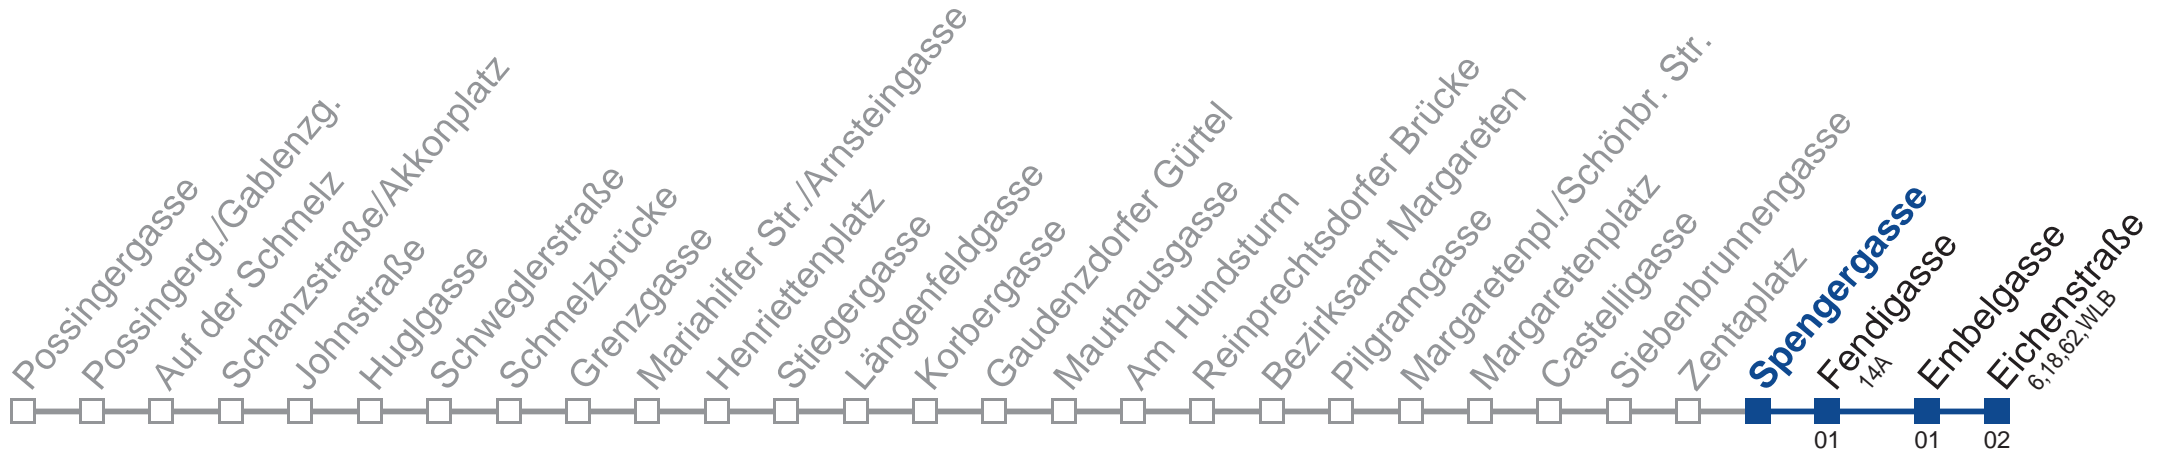 Possingergasse
Possingerg./Gablenzg.
Auf der Schmelz
Schanzstraße/Akkonplatz
Johnstraße
Huglgasse
Schweglerstraße
Schmelzbrücke
Grenzgasse
Mariahilfer Str./Arnsteingasse
Henriettenplatz
Stiegergasse
Längenfeldgasse
Korbergasse
Gaudenzdorfer Gürtel
Mauthausgasse
Am Hundsturm
Reinprechtsdorfer Brücke
Bezirksamt Margareten
Pilgramgasse
Margaretenpl./Schönbr. Str.
Margaretenplatz
Castelligasse
Siebenbrunnengasse
Zentaplatz
Spengergasse
Fendigasse
14A
Embelgasse
Eichenstraße
6,18,62,WLB
01
01
02